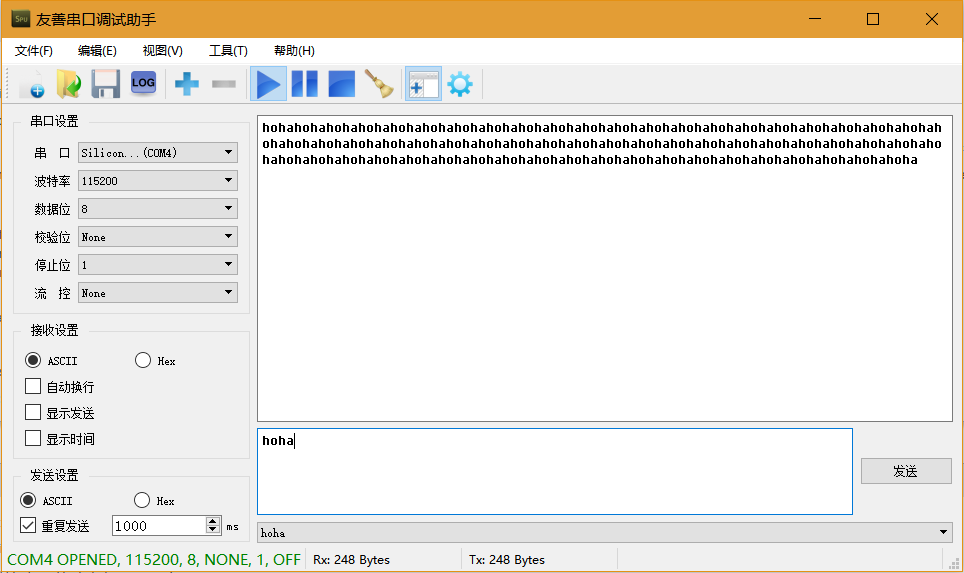 友善串口调试助手
文件(F) 编辑(E) 视图(V) 工具(T) 帮助(H)
LOG
串口设置
串 口 Silicon...(COM4)
波特率 115200
数据位 8
校验位 None
停止位 1
流 控 None
接收设置
ASCII Hex
自动换行
显示发送
显示时间
发送设置
ASCII Hex
重复发送 1000 ms
hohahohahohahohahohahohahohahohahohahohahohahohahohahohahohahohahohahohahohahohahohah
ohahohahohahohahohahohahohahohahohahohahohahohahohahohahohahohahohahohahohahohahohaho
hahohahohahohahohahohahohahohahohahohahohahohahohahohahohahohahohahohahohahohahoha
hoha
发送
hoha
COM4 OPENED, 115200, 8, NONE, 1, OFF Rx: 248 Bytes Tx: 248 Bytes